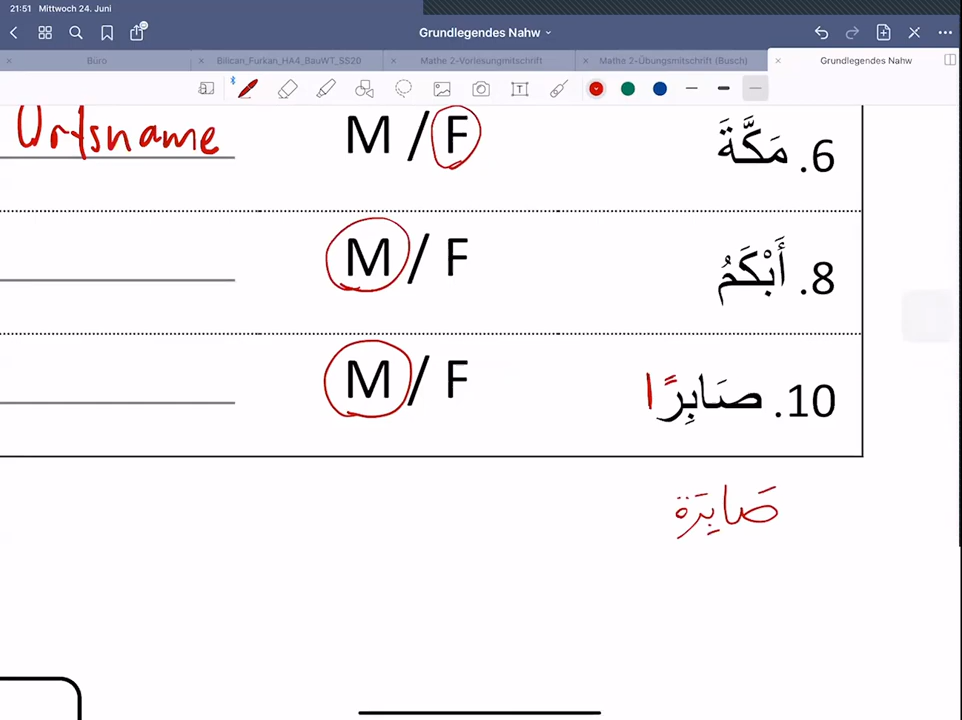 21:51 Mittwoch 24. Juni
Grundlegendes Nahw
Büro
Bilican_Furkan_HA4_BauWT_SS20
Mathe 2-Vorlesungmitschrift
Mathe 2-Übungsmitschrift (Busch)
Grundlegendes Nahw
Ortsname M / F 6. مَكَّةَ
M / F 8. أَبْكَمُ
M / F 10. صَابِرًا
صَابِرَة